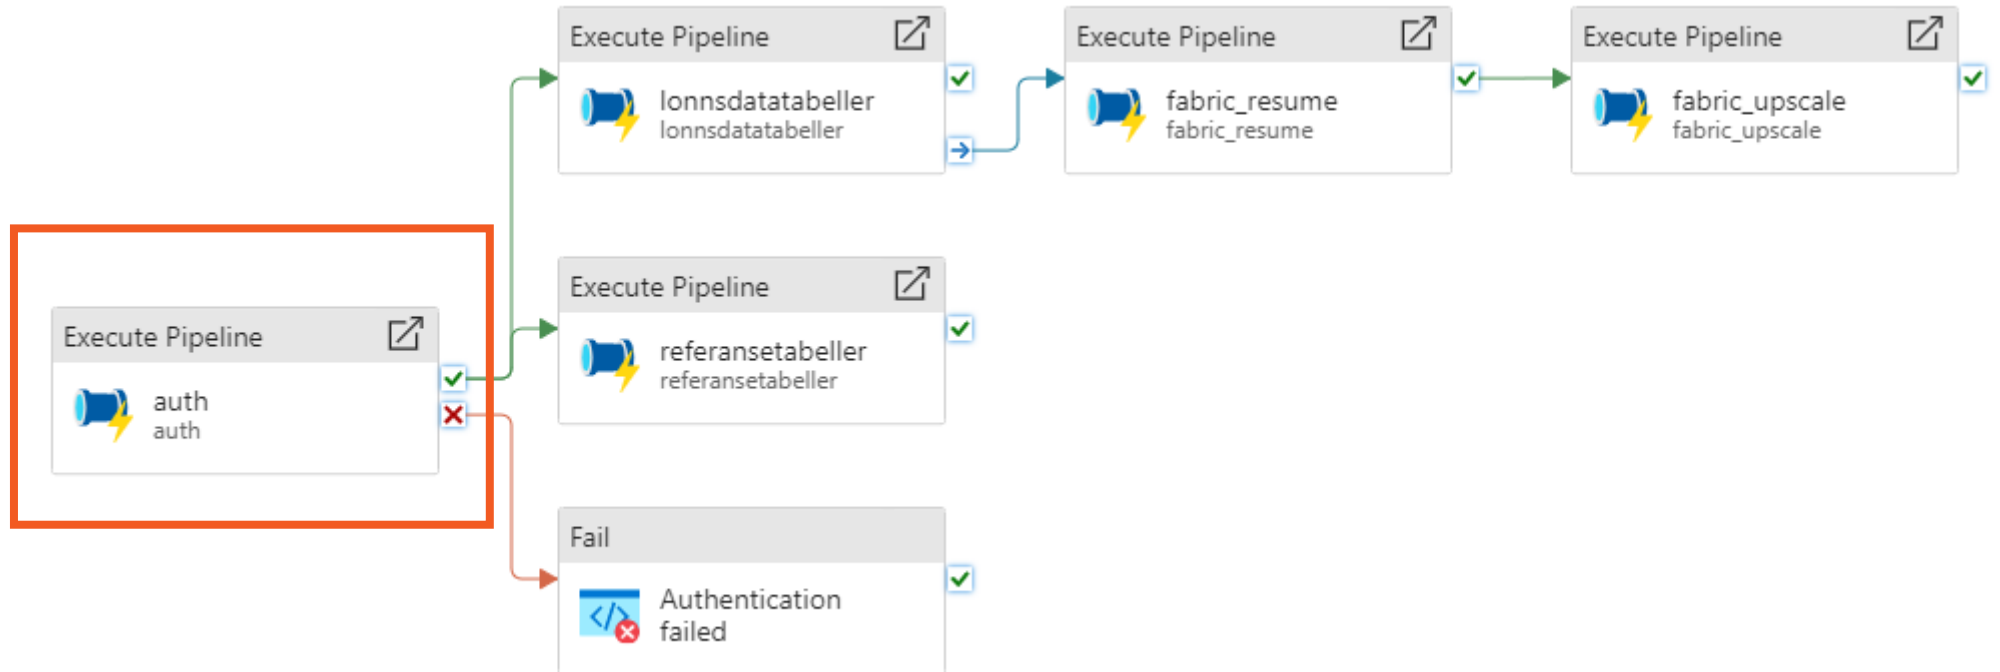 Execute Pipeline
lonnsdatatabeller
lonnsdatatabeller
Execute Pipeline
fabric_resume
fabric_resume
Execute Pipeline
fabric_upscale
fabric_upscale
Execute Pipeline
auth
auth
Execute Pipeline
referansetabeller
referansetabeller
Fail
Authentication
failed